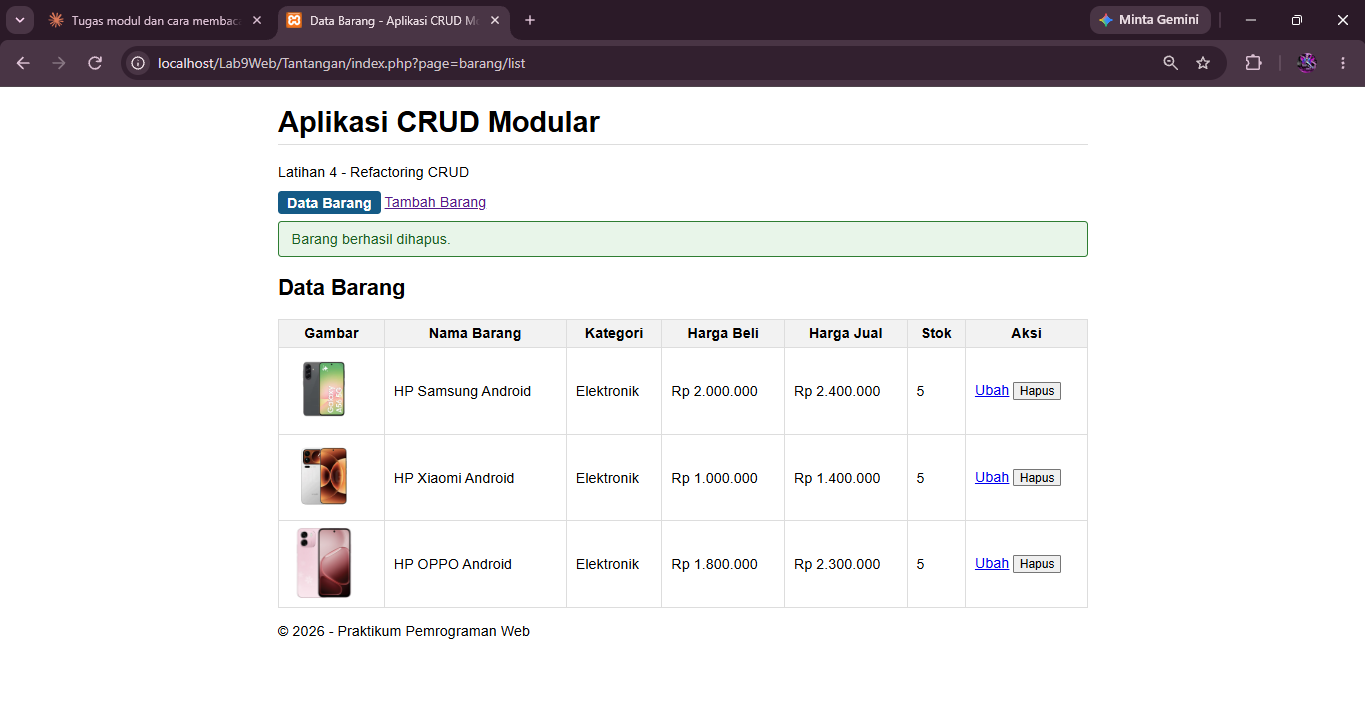 Tugas modul dan cara membaca
Data Barang - Aplikasi CRUD Mo
Minta Gemini
localhost/Lab9Web/Tantangan/index.php?page=barang/list
Aplikasi CRUD Modular
Latihan 4 - Refactoring CRUD
Data Barang Tambah Barang
Barang berhasil dihapus.
Data Barang
Gambar Nama Barang Kategori Harga Beli Harga Jual Stok Aksi
HP Samsung Android Elektronik Rp 2.000.000 Rp 2.400.000 5 Ubah Hapus
HP Xiaomi Android Elektronik Rp 1.000.000 Rp 1.400.000 5 Ubah Hapus
HP OPPO Android Elektronik Rp 1.800.000 Rp 2.300.000 5 Ubah Hapus
© 2026 - Praktikum Pemrograman Web